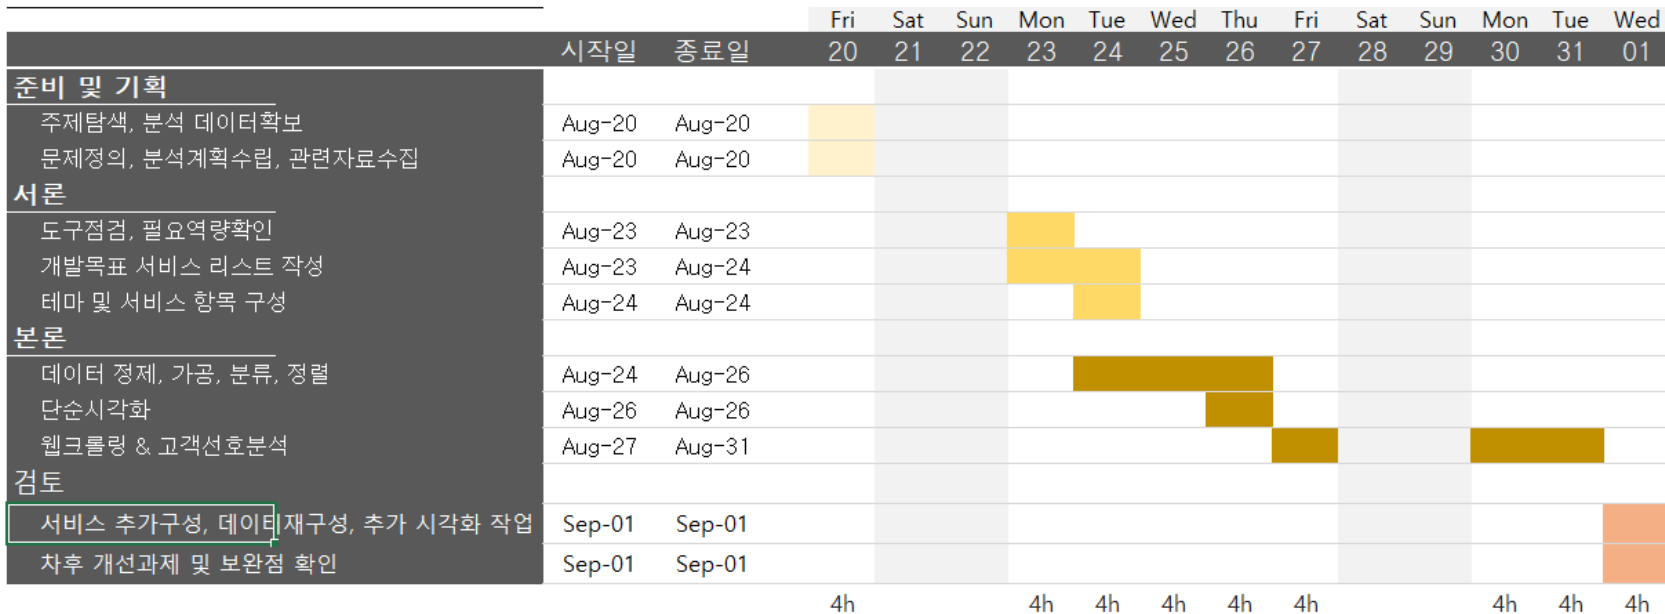 Fri Sat Sun Mon Tue Wed Thu Fri Sat Sun Mon Tue Wed
시작일 종료일 20 21 22 23 24 25 26 27 28 29 30 31 01
준비 및 기획
주제탐색, 분석 데이터확보 Aug-20 Aug-20
문제정의, 분석계획수립, 관련자료수집 Aug-20 Aug-20
서론
도구점검, 필요역량확인 Aug-23 Aug-23
개발목표 서비스 리스트 작성 Aug-23 Aug-24
테마 및 서비스 항목 구성 Aug-24 Aug-24
본론
데이터 정제, 가공, 분류, 정렬 Aug-24 Aug-26
단순시각화 Aug-26 Aug-26
웹크롤링 & 고객선호분석 Aug-27 Aug-31
검토
서비스 추가구성, 데이터재구성, 추가 시각화 작업 Sep-01 Sep-01
차후 개선과제 및 보완점 확인 Sep-01 Sep-01
4h 4h 4h 4h 4h 4h 4h 4h 4h